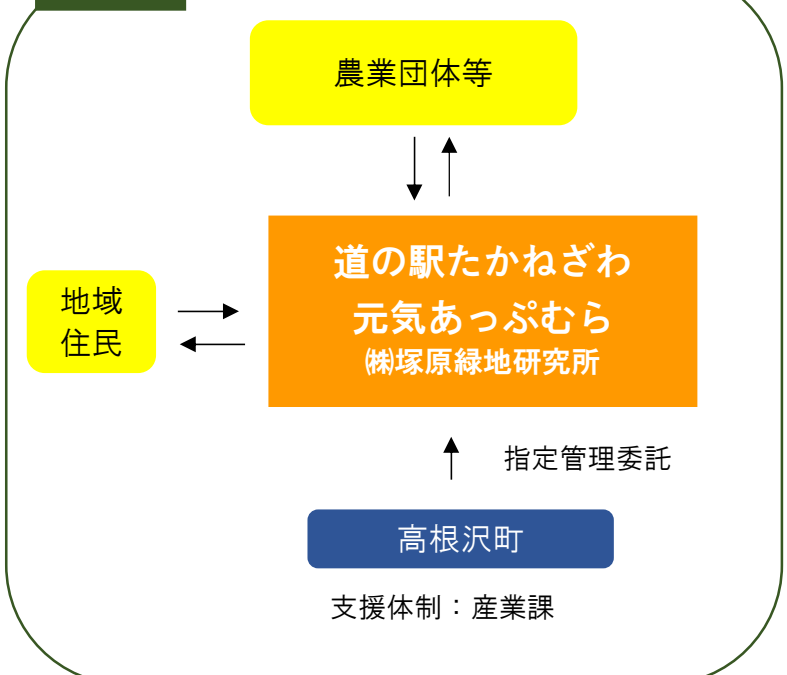 農業団体等
道の駅たかねざわ
元気あっぷむら
㈱塚原緑地研究所
地域
住民
指定管理委託
高根沢町
支援体制：産業課